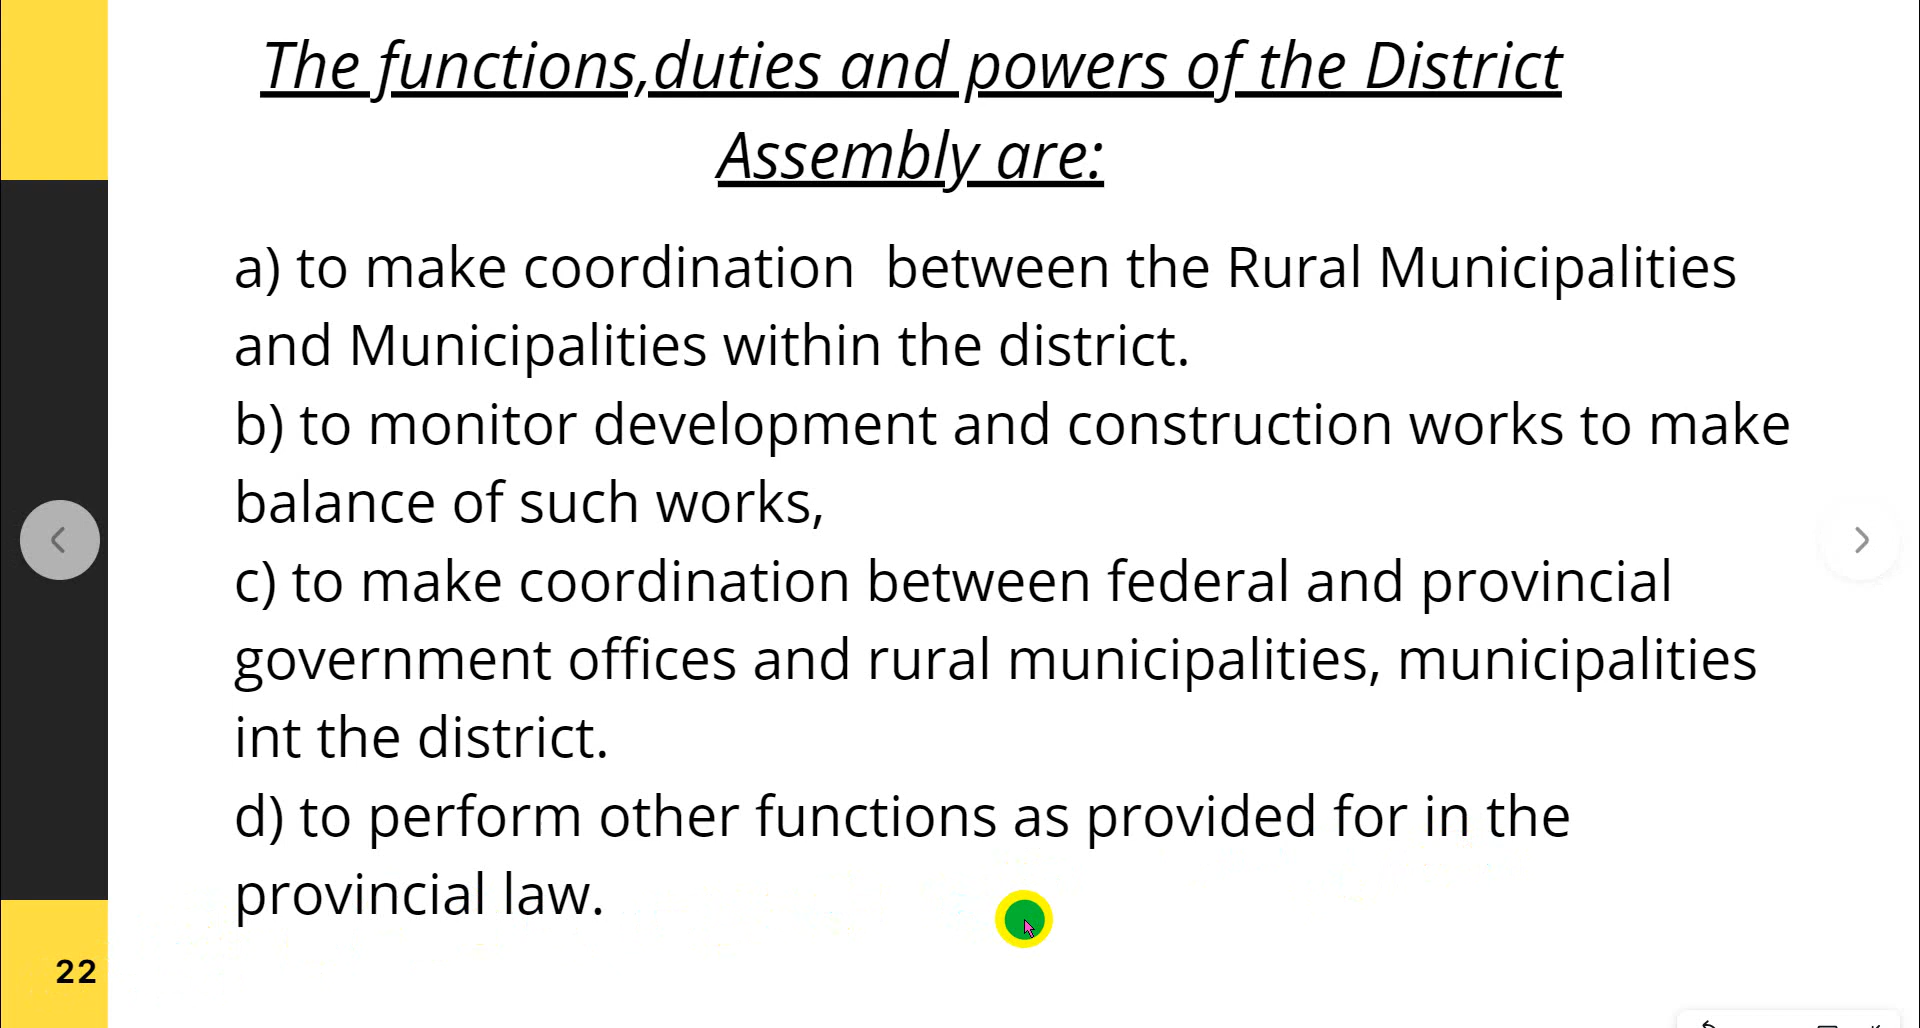 The functions,duties and powers of the District
Assembly are:
a) to make coordination  between the Rural Municipalities
and Municipalities within the district.
b) to monitor development and construction works to make
balance of such works,
c) to make coordination between federal and provincial
government offices and rural municipalities, municipalities
int the district.
d) to perform other functions as provided for in the
provincial law.
22